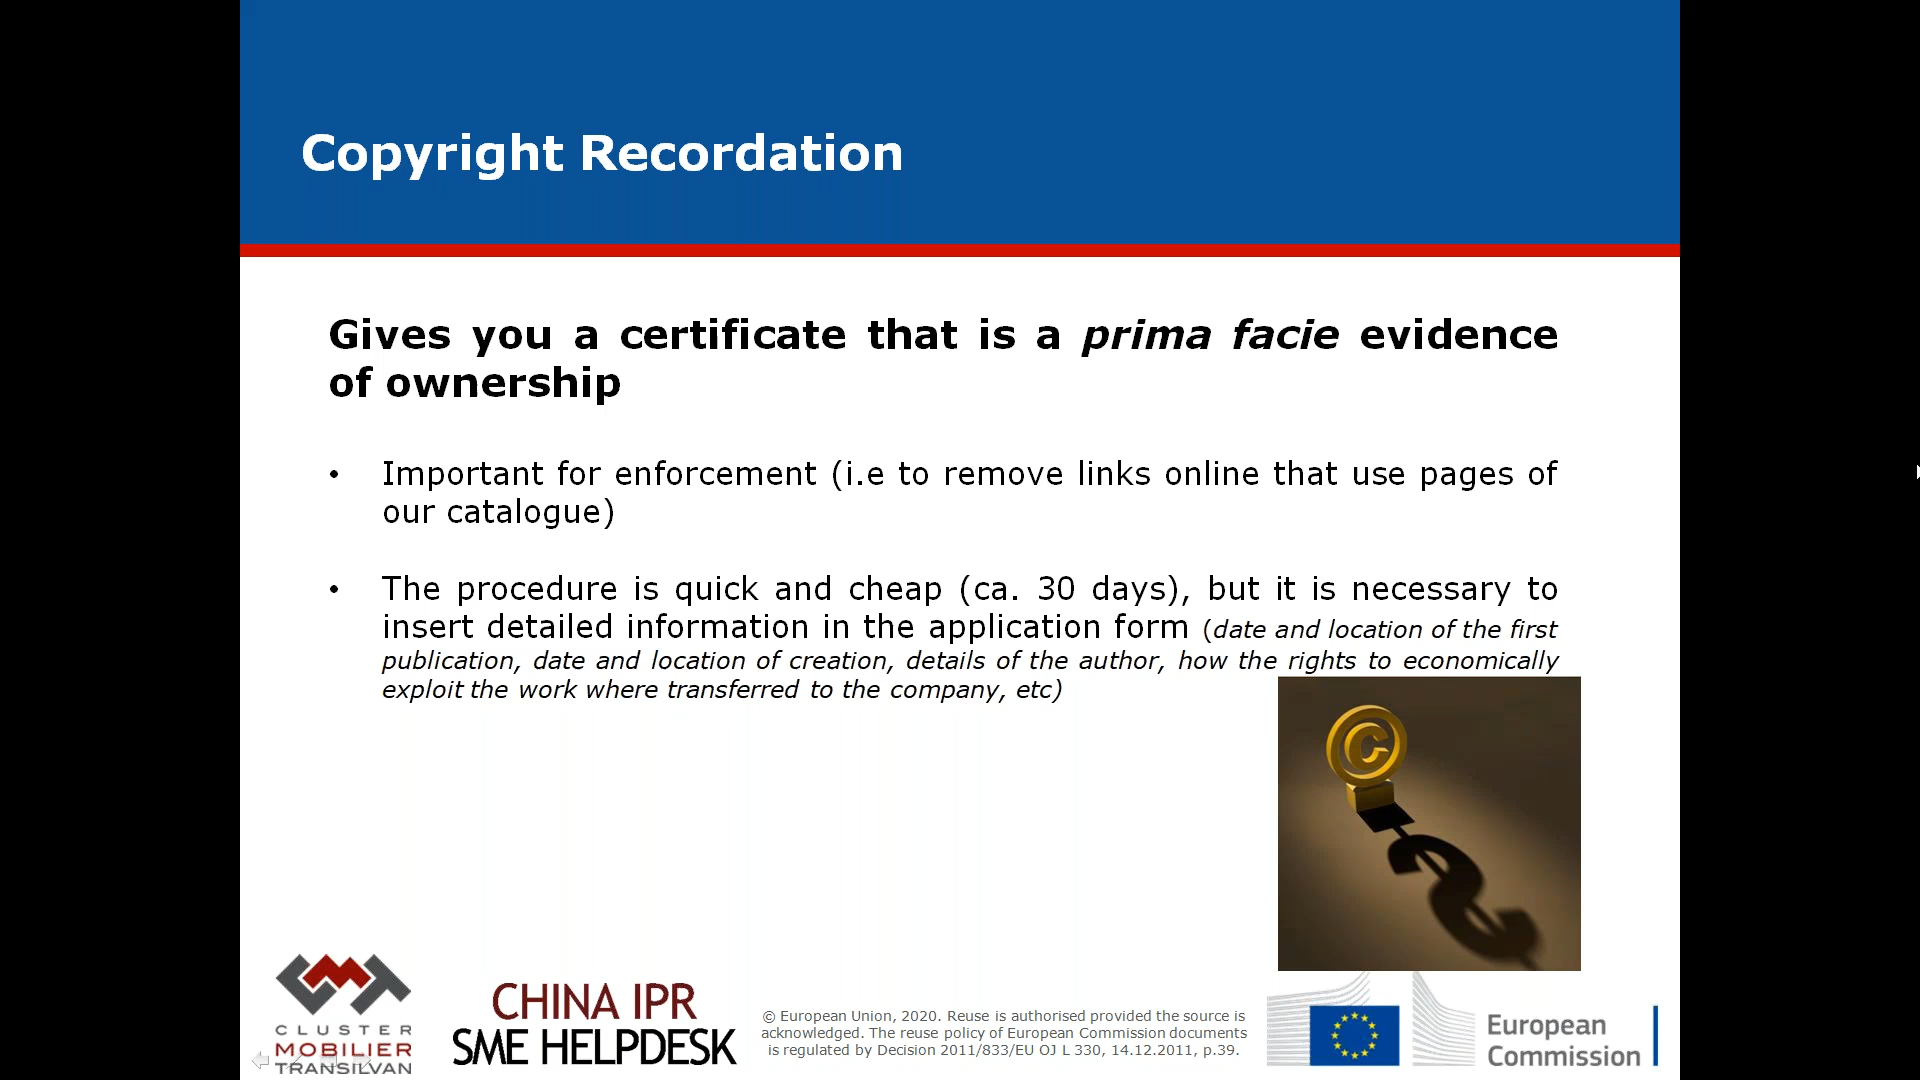 Copyright Recordation
Gives you a certificate that is a prima facie evidence
of ownership
• Important for enforcement (i.e to remove links online that use pages of
our catalogue)
• The procedure is quick and cheap (ca. 30 days), but it is necessary to
insert detailed information in the application form (date and location of the first
publication, date and location of creation, details of the author, how the rights to economically
exploit the work where transferred to the company, etc)
©
CLUSTER
MOBILIER
TRANSILVAN
CHINA IPR
SME HELPDESK
© European Union, 2020. Reuse is authorised provided the source is
acknowledged. The reuse policy of European Commission documents
is regulated by Decision 2011/833/EU OJ L 330, 14.12.2011, p.39.
European
Commission